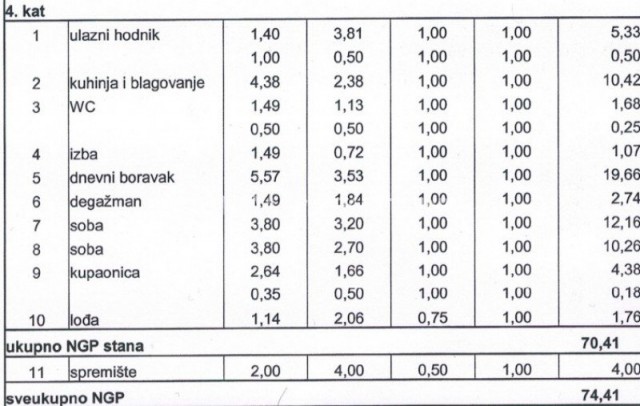 4. kat
1 ulazni hodnik 1,40 3,81 1,00 1,00 5,33
1,00 0,50 1,00 1,00 0,50
2 kuhinja i blagovanje 4,38 2,38 1,00 1,00 10,42
3 WC 1,49 1,13 1,00 1,00 1,68
0,50 0,50 1,00 1,00 0,25
4 izba 1,49 0,72 1,00 1,00 1,07
5 dnevni boravak 5,57 3,53 1,00 1,00 19,66
6 degažman 1,49 1,84 1,00 1,00 2,74
7 soba 3,80 3,20 1,00 1,00 12,16
8 soba 3,80 2,70 1,00 1,00 10,26
9 kupaonica 2,64 1,66 1,00 1,00 4,38
0,35 0,50 1,00 1,00 0,18
10 lođa 1,14 2,06 0,75 1,00 1,76
ukupno NGP stana 70,41
11 spremište 2,00 4,00 0,50 1,00 4,00
sveukupno NGP 74,41